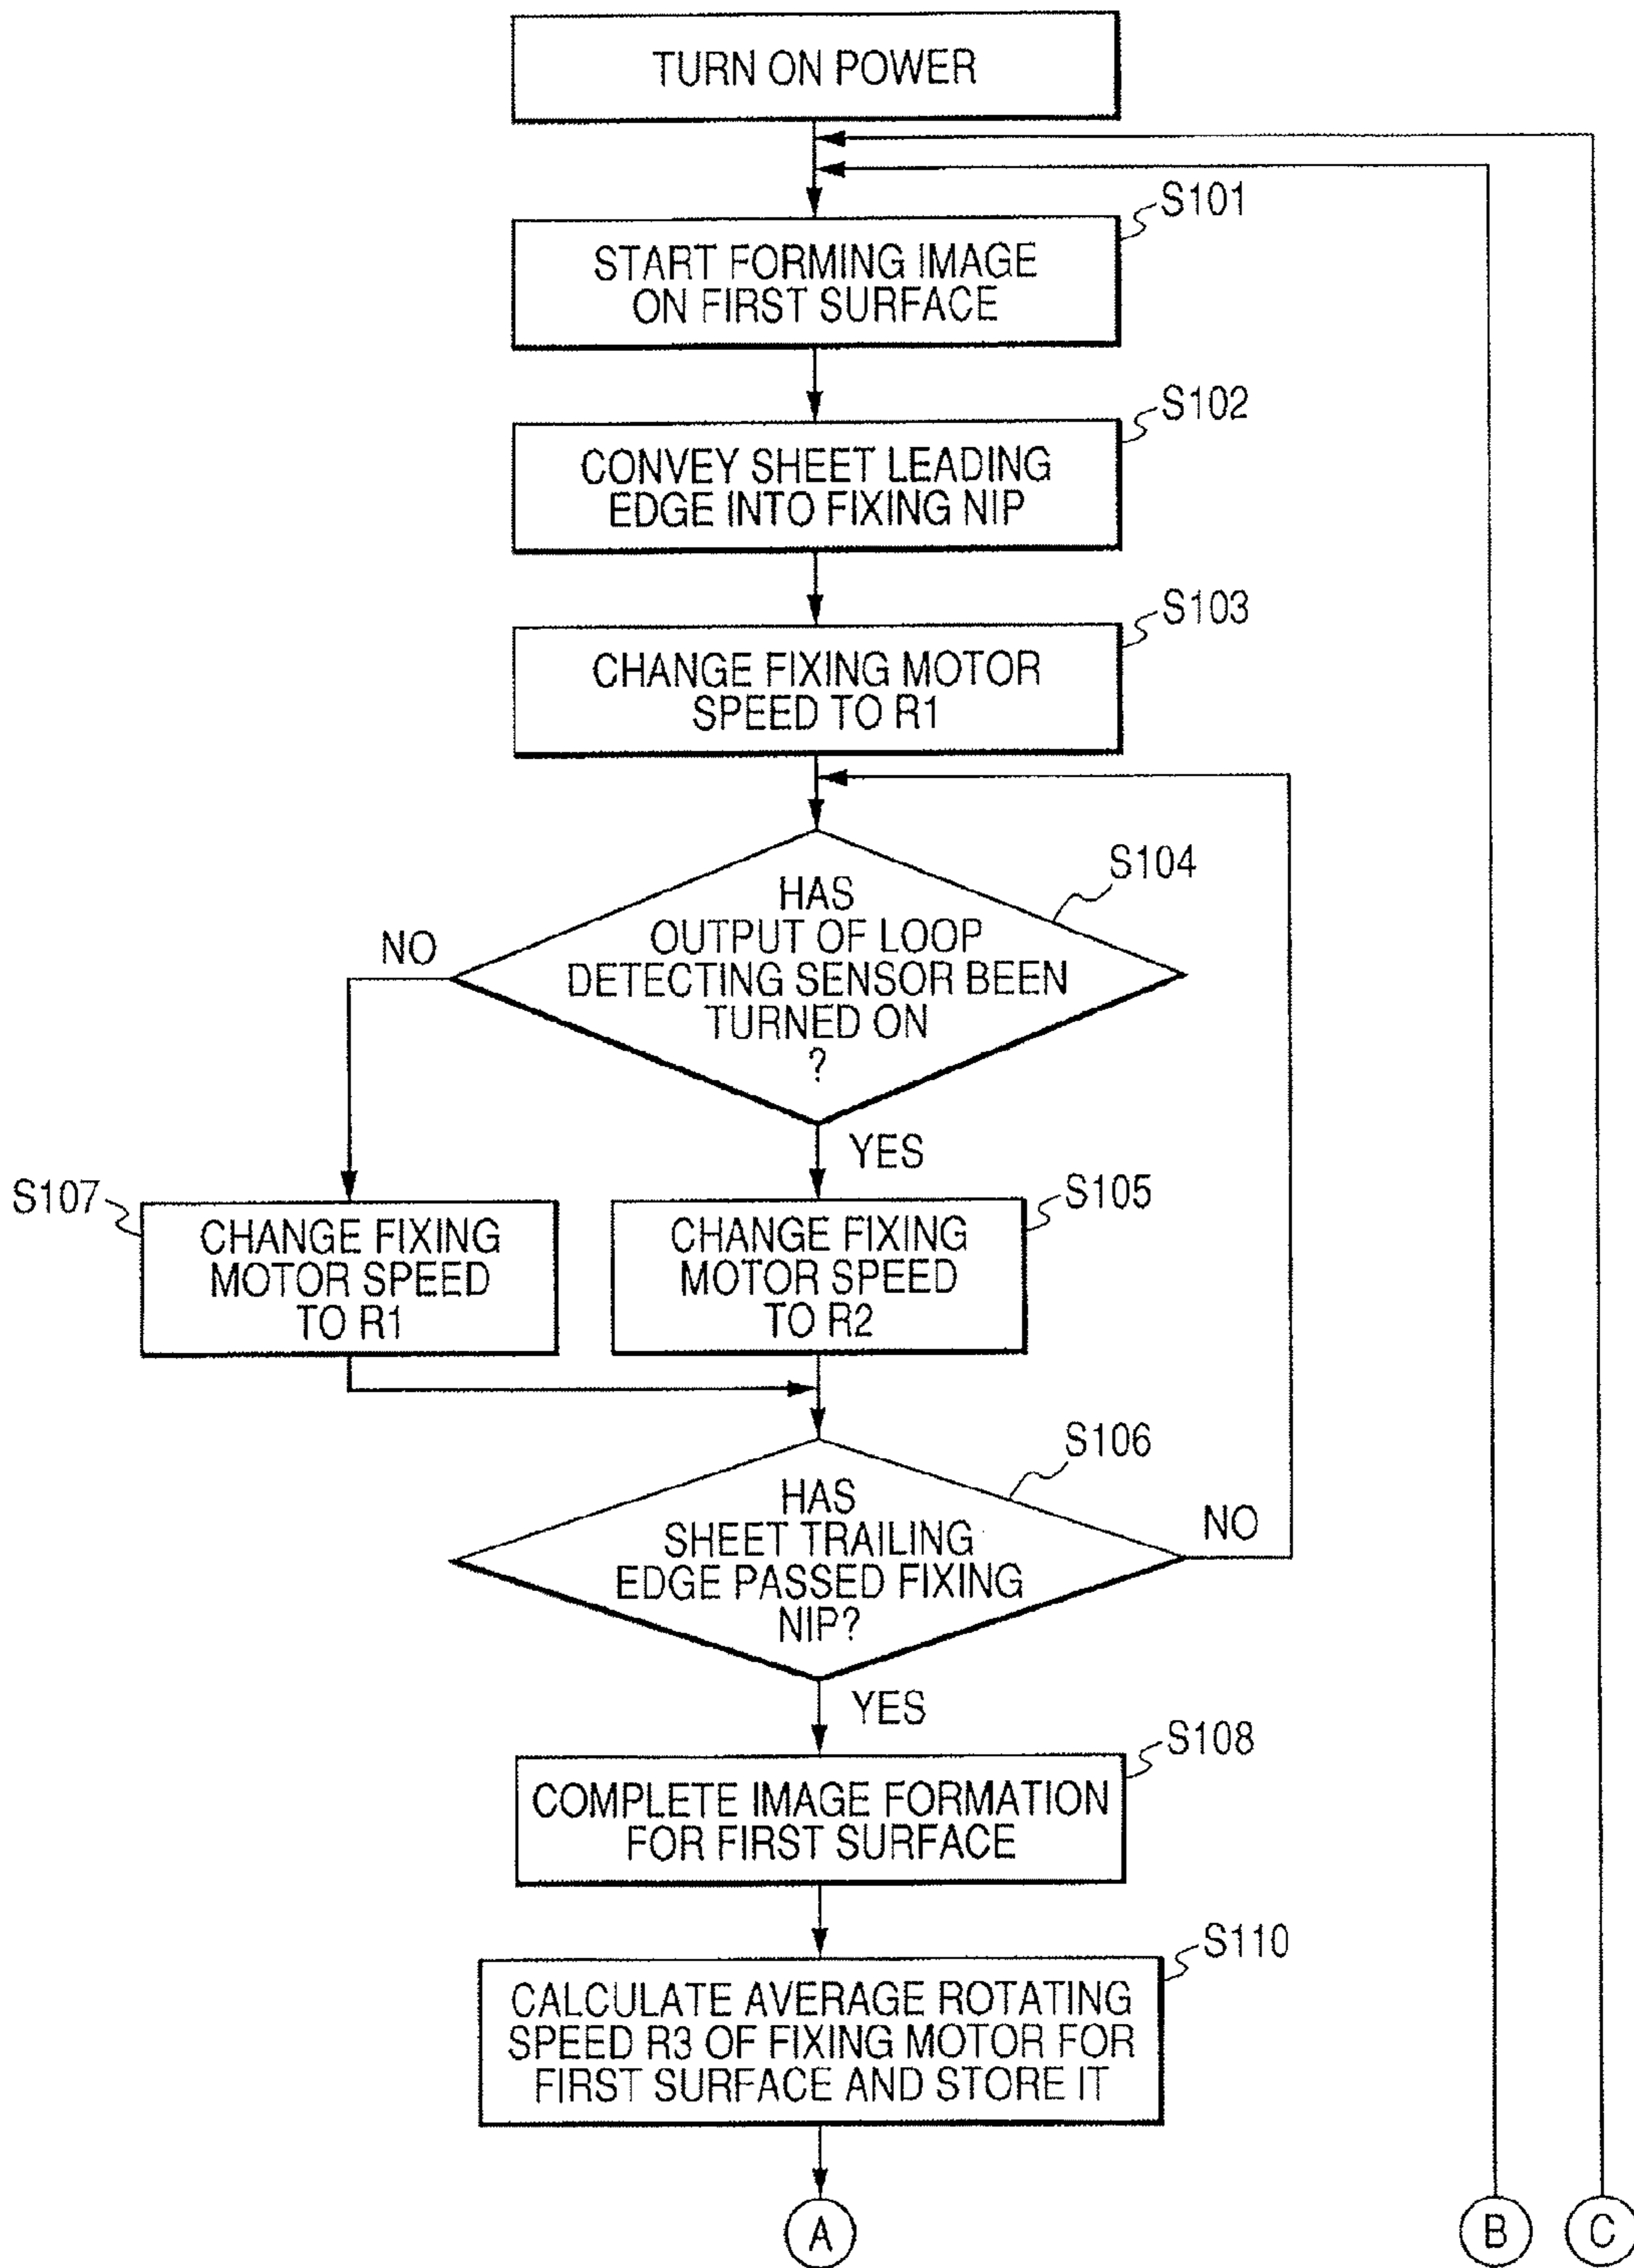 TURN ON POWER
S101
START FORMING IMAGE
ON FIRST SURFACE
S102
CONVEY SHEET LEADING
EDGE INTO FIXING NIP
S103
CHANGE FIXING MOTOR
SPEED TO R1
S104
HAS
OUTPUT OF LOOP
DETECTING SENSOR BEEN
TURNED ON
?
NO
YES
S107
CHANGE FIXING
MOTOR SPEED
TO R1
S105
CHANGE FIXING
MOTOR SPEED
TO R2
S106
HAS
SHEET TRAILING
EDGE PASSED FIXING
NIP?
NO
YES
S108
COMPLETE IMAGE FORMATION
FOR FIRST SURFACE
S110
CALCULATE AVERAGE ROTATING
SPEED R3 OF FIXING MOTOR FOR
FIRST SURFACE AND STORE IT
A
B
C